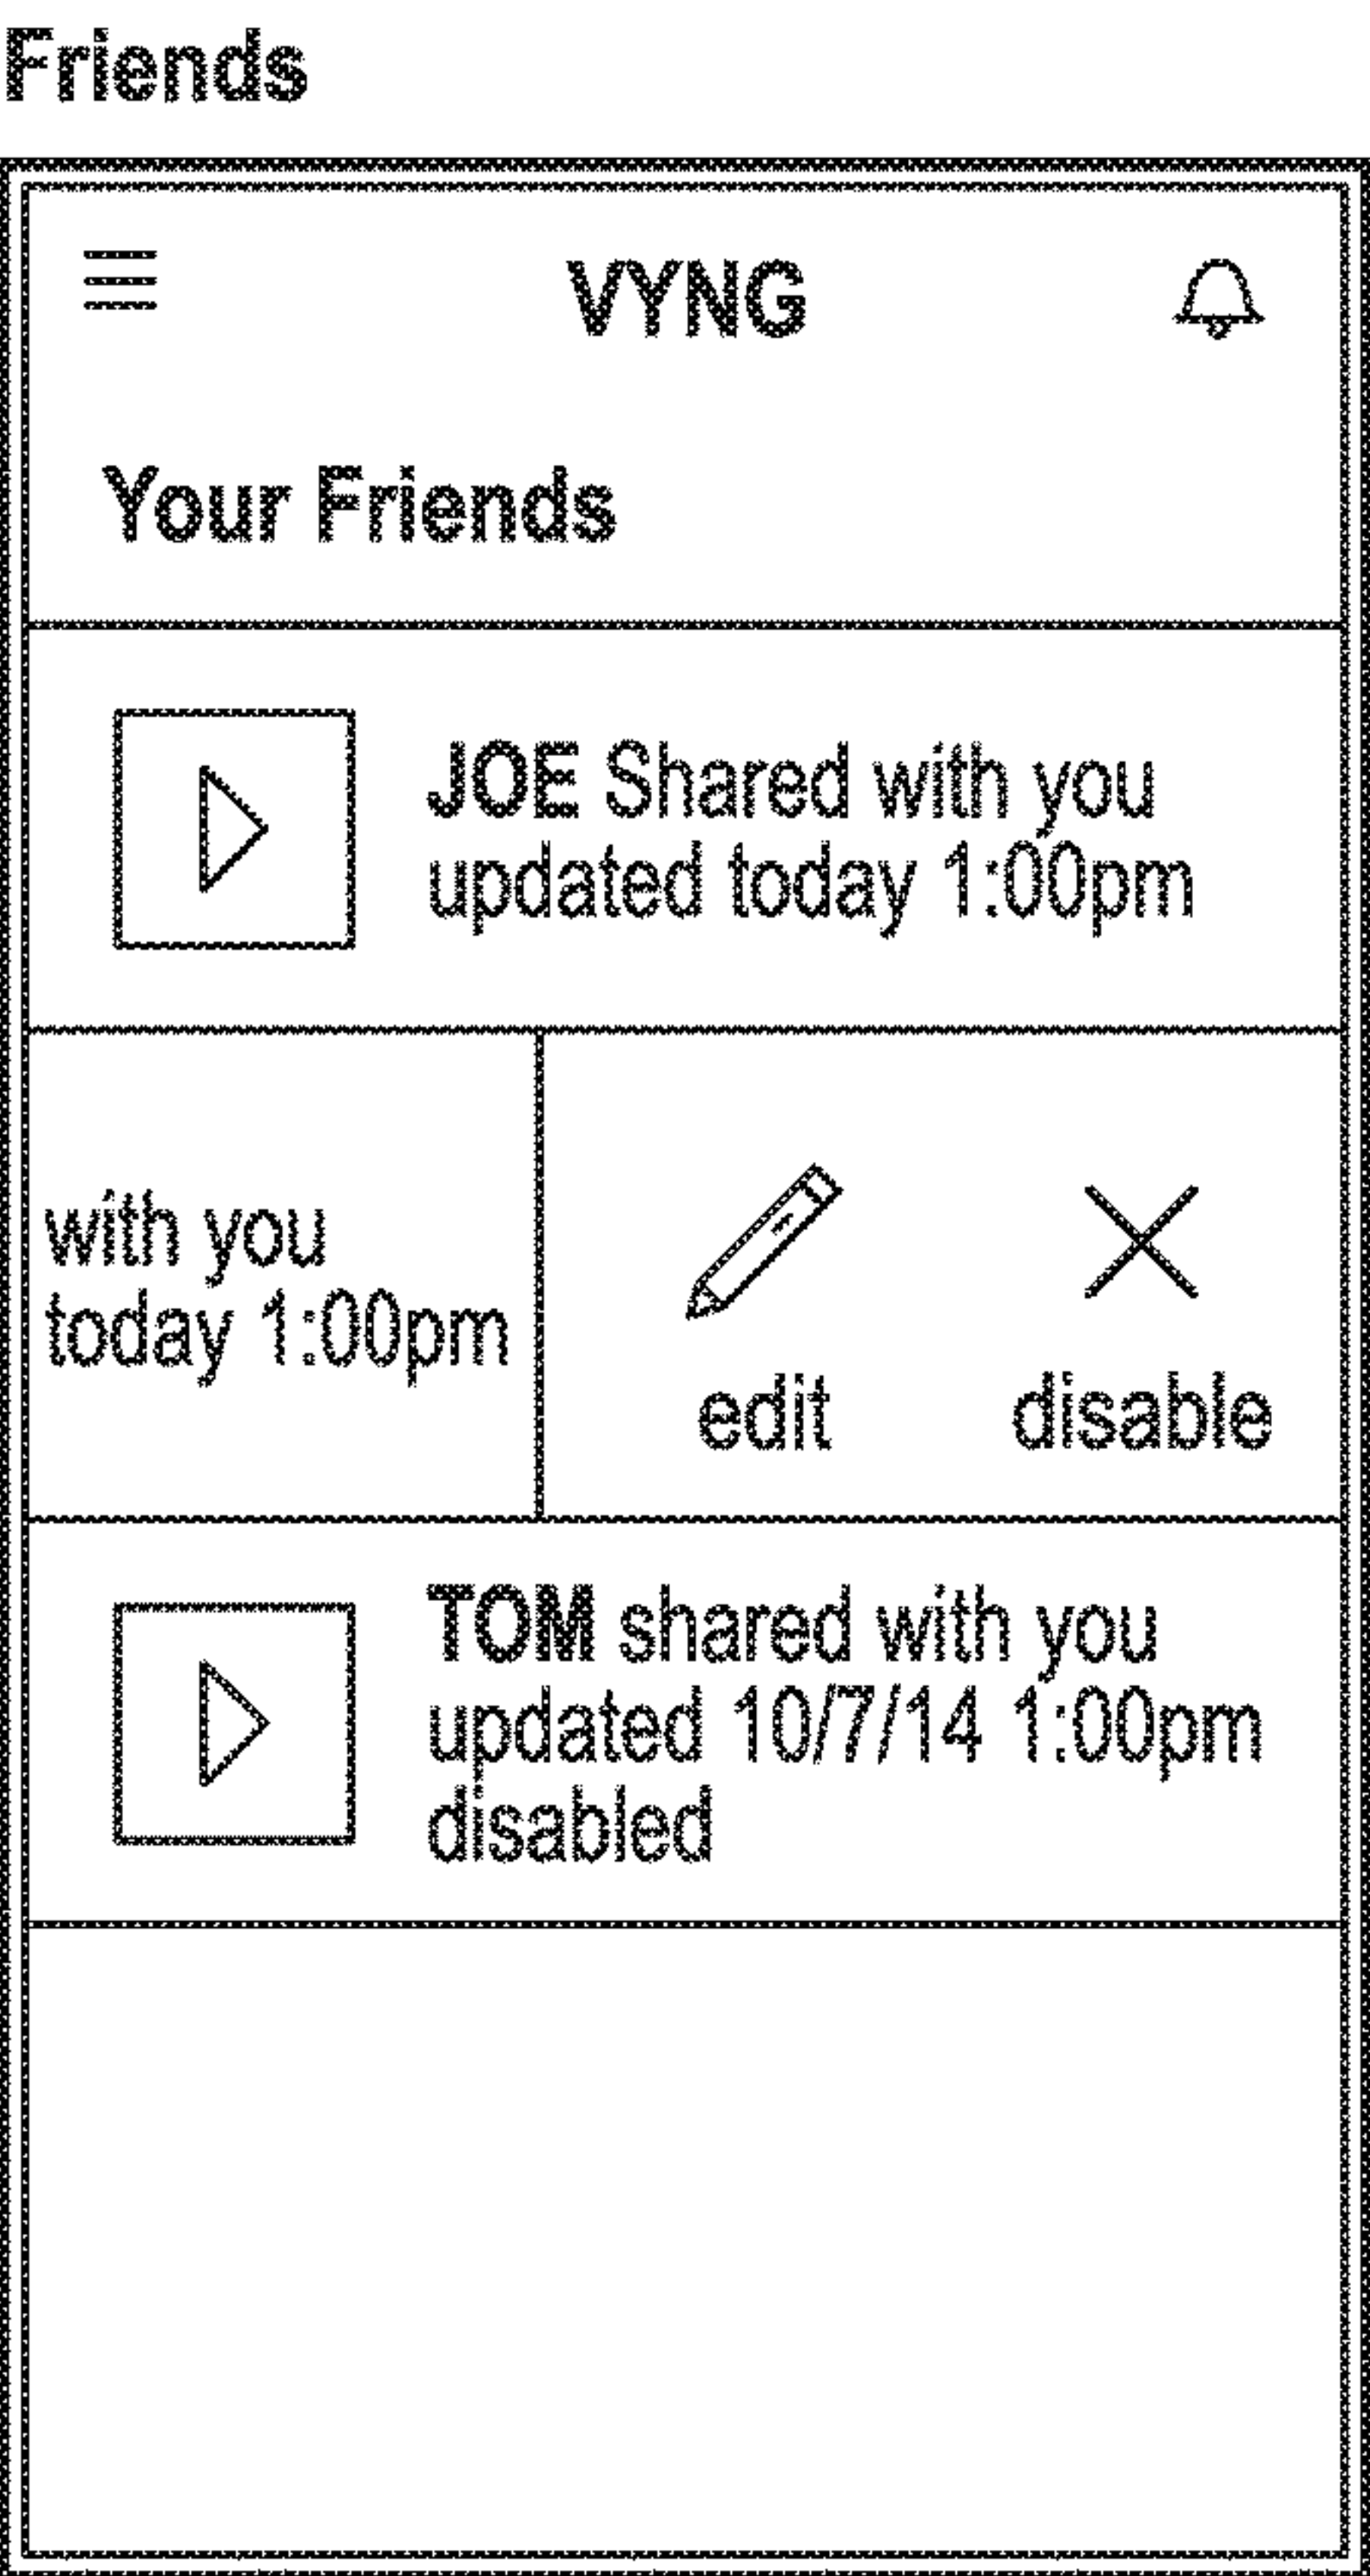 Friends
VYNG
Your Friends
JOE Shared with you
updated today 1:00pm
with you
today 1:00pm
edit
disable
TOM shared with you
updated 10/7/14 1:00pm
disabled